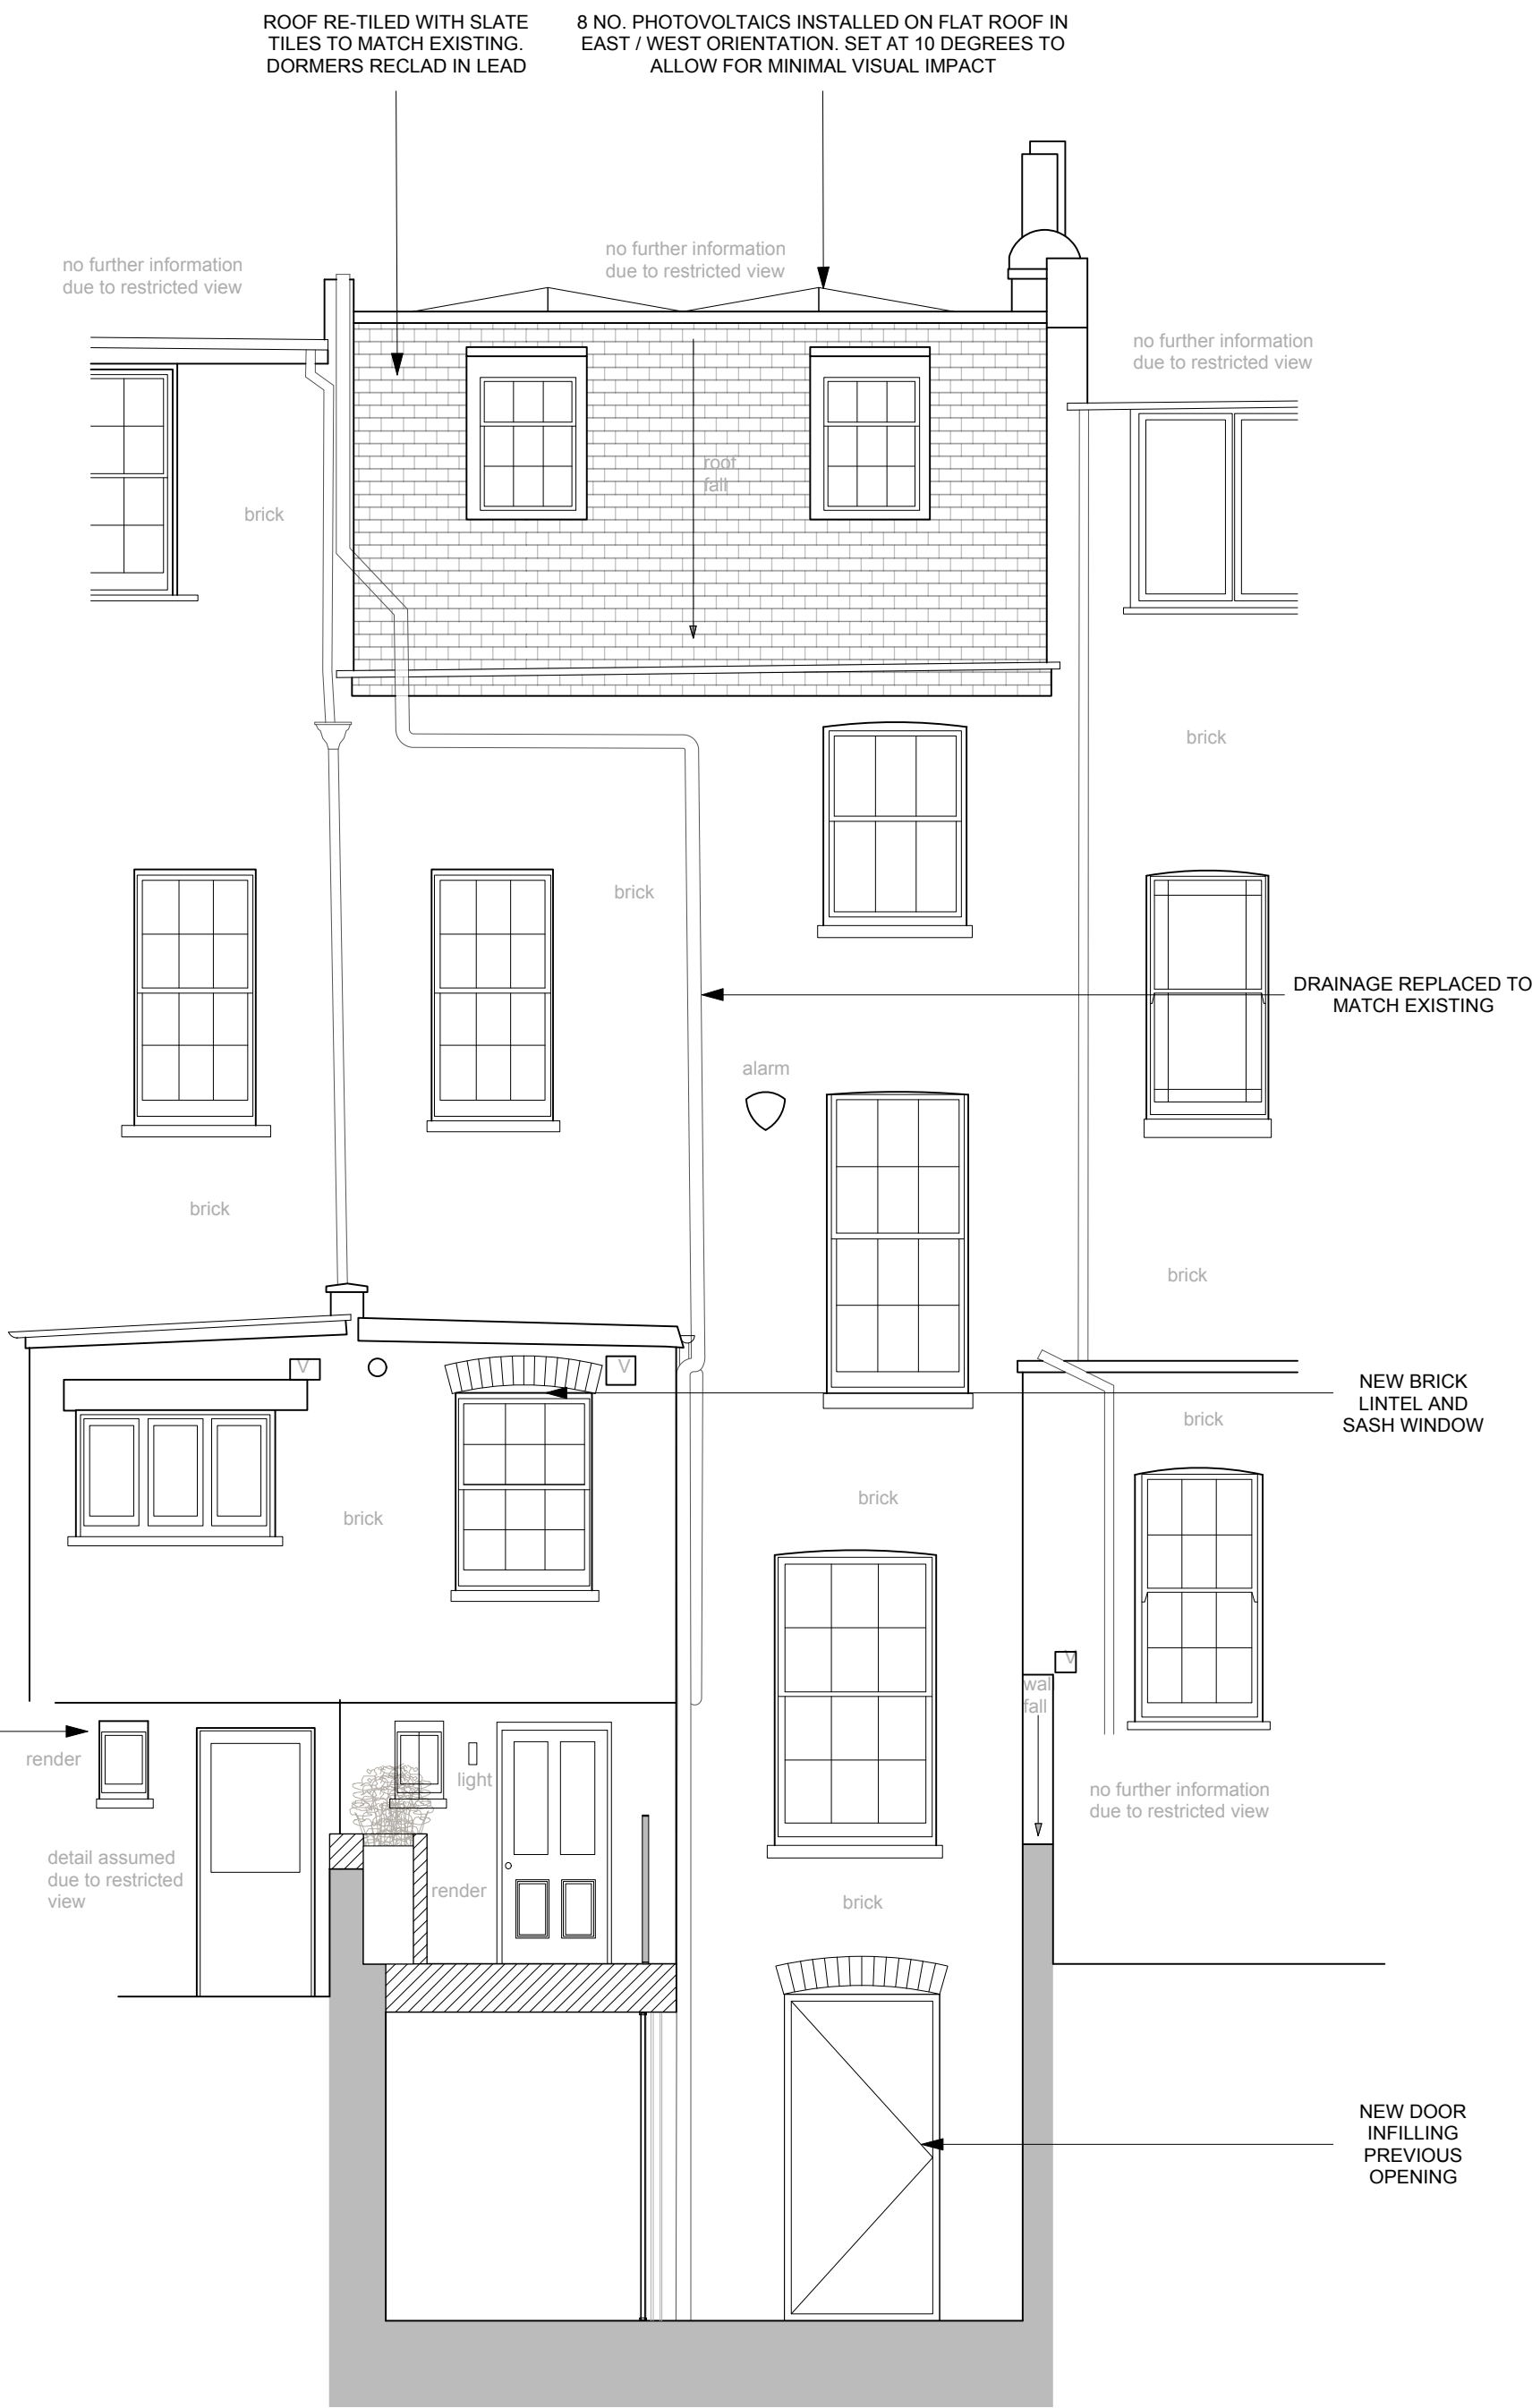 ROOF RE-TILED WITH SLATE
TILES TO MATCH EXISTING.
DORMERS RECLAD IN LEAD
8 NO. PHOTOVOLTAICS INSTALLED ON FLAT ROOF IN
EAST / WEST ORIENTATION. SET AT 10 DEGREES TO
ALLOW FOR MINIMAL VISUAL IMPACT
no further information
due to restricted view
no further information
due to restricted view
no further information
due to restricted view
roof
fall
brick
brick
brick
DRAINAGE REPLACED TO
MATCH EXISTING
alarm
brick
brick
V
V
NEW BRICK
LINTEL AND
SASH WINDOW
brick
brick
brick
V
wall
fall
render
light
no further information
due to restricted view
detail assumed
due to restricted
view
render
brick
NEW DOOR
INFILLING
PREVIOUS
OPENING